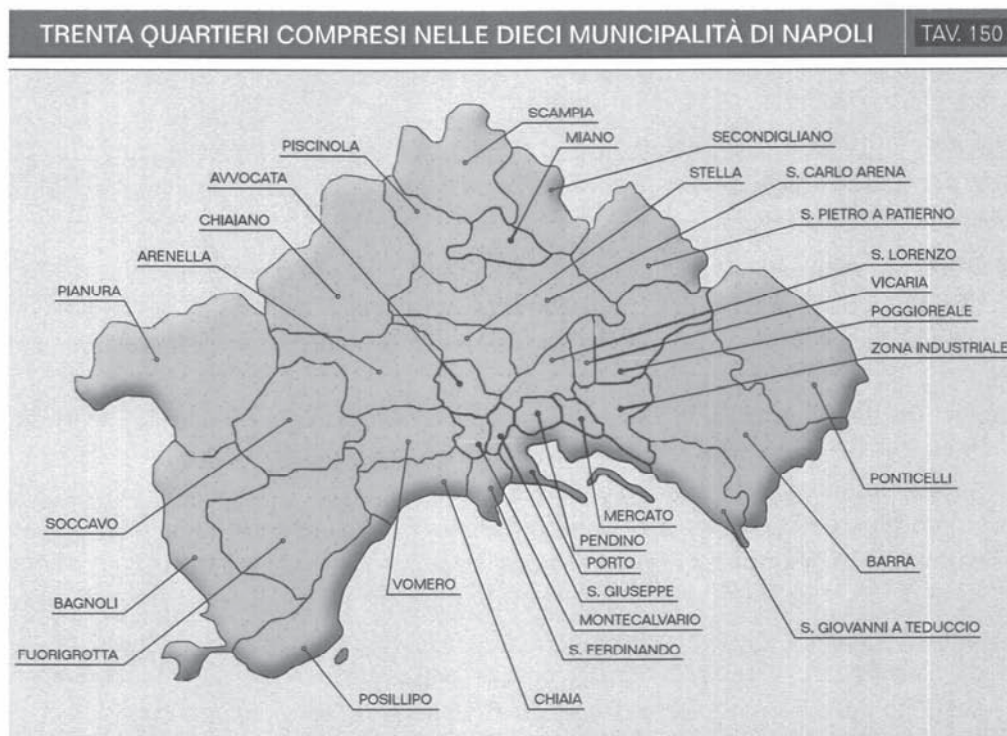 TRENTA QUARTIERI COMPRESI NELLE DIECI MUNICIPALITÀ DI NAPOLI TAV. 150
SCAMPIA
MIANO
SECONDIGLIANO
PISCINOLA
STELLA
S. CARLO ARENA
AVVOCATA
CHIAIANO
S. PIETRO A PATIERNO
ARENELLA
S. LORENZO
PIANURA
VICARIA
POGGIOREALE
ZONA INDUSTRIALE
PONTICELLI
SOCCAVO
MERCATO
PENDINO
BARRA
PORTO
VOMERO
S. GIUSEPPE
BAGNOLI
MONTECALVARIO
S. GIOVANNI A TEDUCCIO
FUORIGROTTA
S. FERDINANDO
POSILLIPO
CHIAIA